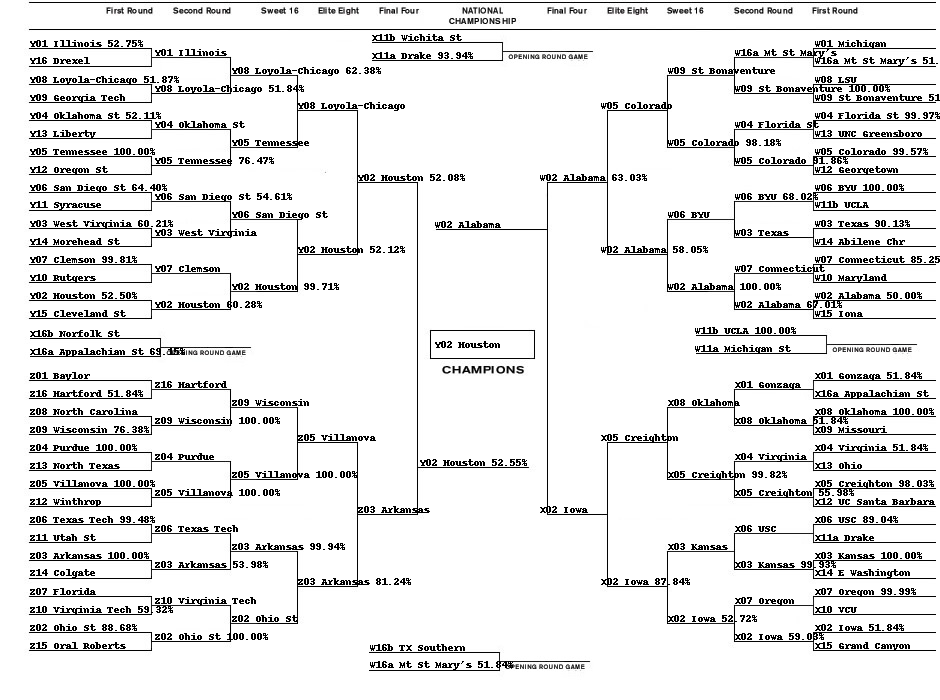 First Round Second Round Sweet 16 Elite Eight Final Four NATIONAL CHAMPIONSHIP Final Four Elite Eight Sweet 16 Second Round First Round
Y01 Illinois 52.75%
Y16 Drexel
Y08 Loyola-Chicago 51.87%
Y09 Georgia Tech
Y04 Oklahoma St 52.11%
Y13 Liberty
Y05 Tennessee 100.00%
Y12 Oregon St
Y06 San Diego St 64.40%
Y11 Syracuse
Y03 West Virginia 60.21%
Y14 Morehead St
Y07 Clemson 99.81%
Y10 Rutgers
Y02 Houston 52.50%
Y15 Cleveland St
X16b Norfolk St
X16a Appalachian St 69.15%
OPENING ROUND GAME
Z01 Baylor
Z16 Hartford 51.84%
Z08 North Carolina
Z09 Wisconsin 76.38%
Z04 Purdue 100.00%
Z13 North Texas
Z05 Villanova 100.00%
Z12 Winthrop
Z06 Texas Tech 99.48%
Z11 Utah St
Z03 Arkansas 100.00%
Z14 Colgate
Z07 Florida
Z10 Virginia Tech 59.32%
Z02 Ohio St 88.68%
Z15 Oral Roberts
Y01 Illinois
Y08 Loyola-Chicago 51.84%
Y04 Oklahoma St
Y05 Tennessee 76.47%
Y06 San Diego St 54.61%
Y03 West Virginia
Y07 Clemson
Y02 Houston 60.28%
Z16 Hartford
Z09 Wisconsin 100.00%
Z04 Purdue
Z05 Villanova 100.00%
Z06 Texas Tech
Z03 Arkansas 53.98%
Z10 Virginia Tech
Z02 Ohio St 100.00%
Y08 Loyola-Chicago 62.38%
Y05 Tennessee
Y06 San Diego St
Y02 Houston 99.71%
Z09 Wisconsin
Z05 Villanova 100.00%
Z03 Arkansas 99.94%
Z02 Ohio St
Y08 Loyola-Chicago
Y02 Houston 52.12%
Z05 Villanova
Z03 Arkansas 81.24%
Y02 Houston 52.08%
Z03 Arkansas
X11b Wichita St
X11a Drake 93.94%
OPENING ROUND GAME
W02 Alabama
Y02 Houston
CHAMPIONS
Y02 Houston 52.55%
W16b TX Southern
W16a Mt St Mary's 51.84%
OPENING ROUND GAME
W02 Alabama 63.03%
X02 Iowa
W05 Colorado
W02 Alabama 58.05%
X05 Creighton
X02 Iowa 87.84%
W09 St Bonaventure
W05 Colorado 98.18%
W06 BYU
W02 Alabama 100.00%
X08 Oklahoma
X05 Creighton 99.82%
X03 Kansas
X02 Iowa 52.72%
W16a Mt St Mary's
W09 St Bonaventure 100.00%
W04 Florida St
W05 Colorado 91.86%
W06 BYU 68.02%
W03 Texas
W07 Connecticut
W02 Alabama 67.01%
W11b UCLA 100.00%
W11a Michigan St
OPENING ROUND GAME
X01 Gonzaga
X08 Oklahoma 51.84%
X04 Virginia
X05 Creighton 55.98%
X06 USC
X03 Kansas 99.93%
X07 Oregon
X02 Iowa 59.03%
W01 Michigan
W16a Mt St Mary's 51.
W08 LSU
W09 St Bonaventure 51
W04 Florida St 99.97%
W13 UNC Greensboro
W05 Colorado 99.57%
W12 Georgetown
W06 BYU 100.00%
W11b UCLA
W03 Texas 90.13%
W14 Abilene Chr
W07 Connecticut 85.25
W10 Maryland
W02 Alabama 50.00%
W15 Iona
X01 Gonzaga 51.84%
X16a Appalachian St
X08 Oklahoma 100.00%
X09 Missouri
X04 Virginia 51.84%
X13 Ohio
X05 Creighton 98.03%
X12 UC Santa Barbara
X06 USC 89.04%
X11a Drake
X03 Kansas 100.00%
X14 E Washington
X07 Oregon 99.99%
X10 VCU
X02 Iowa 51.84%
X15 Grand Canyon